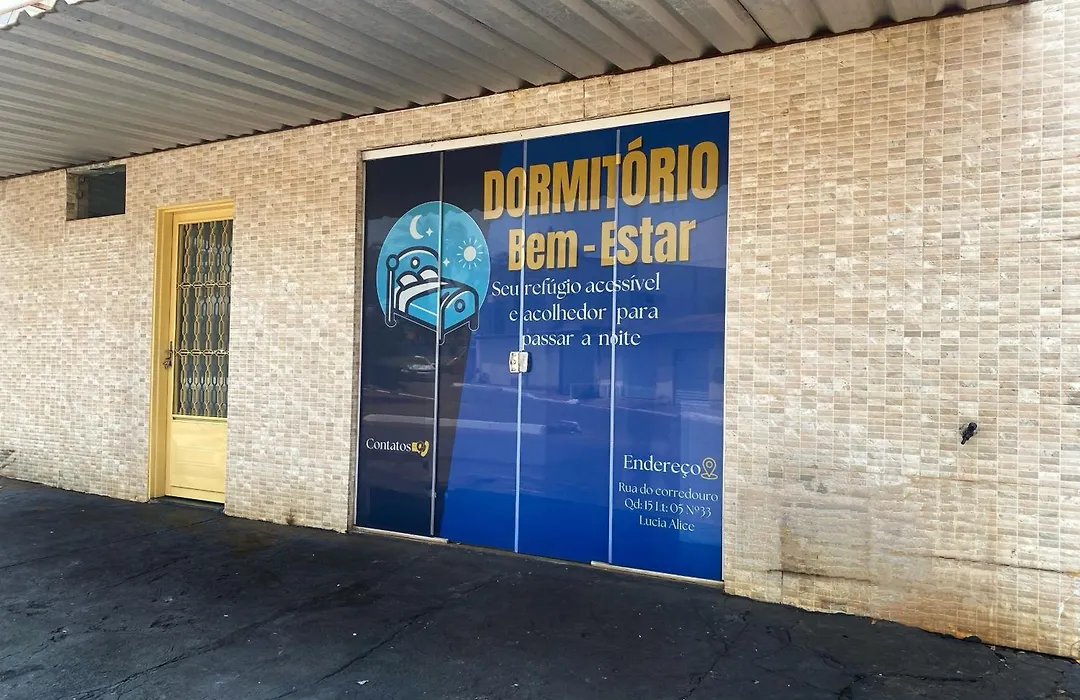 DORMITÓRIO
Bem-Estar
Seu refúgio acessível
e acolhedor para
passar a noite
Contatos
Endereço
Rua do corredouro
Qd: 15 Lt: 05 Nº33
Lucia Alice